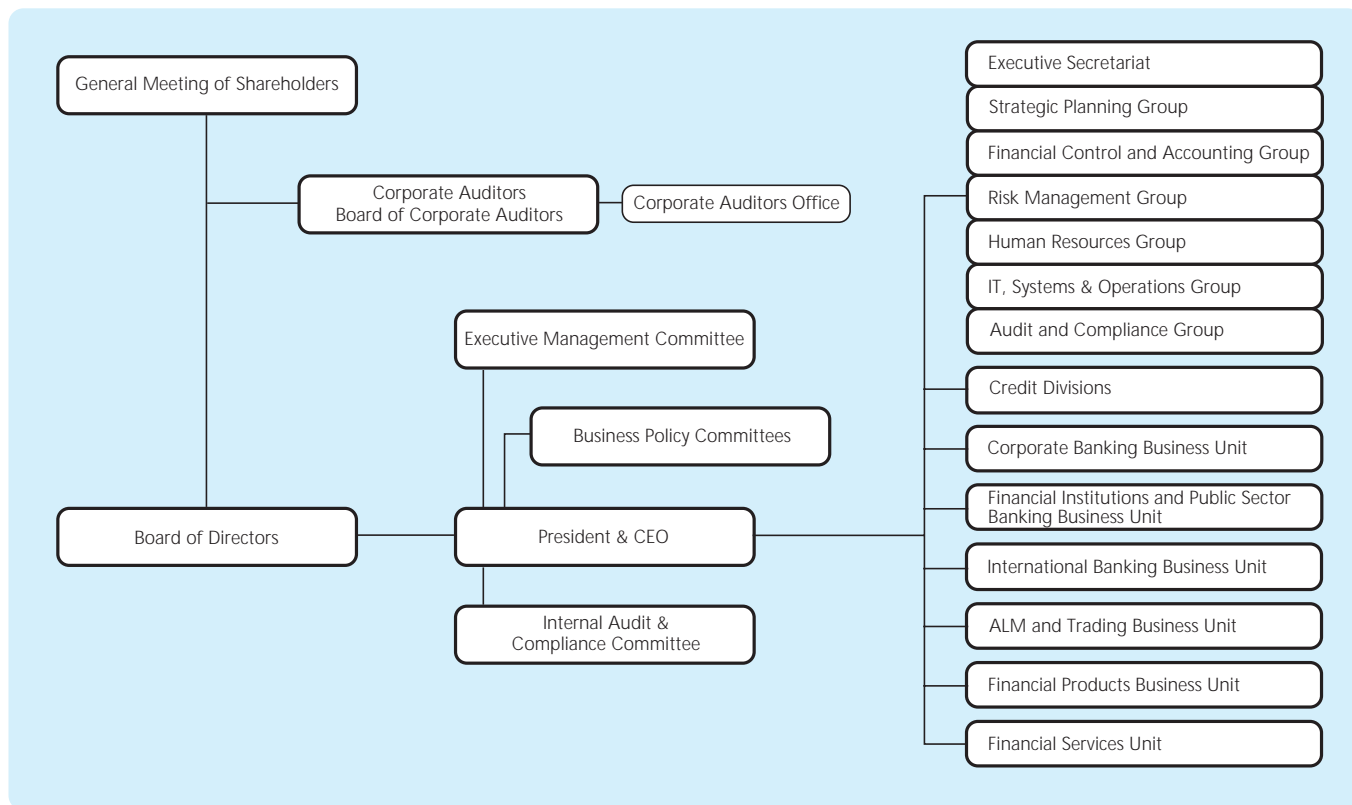 General Meeting of Shareholders
Corporate Auditors
Board of Corporate Auditors
Corporate Auditors Office
Executive Management Committee
Business Policy Committees
Board of Directors
President & CEO
Internal Audit &
Compliance Committee
Executive Secretariat
Strategic Planning Group
Financial Control and Accounting Group
Risk Management Group
Human Resources Group
IT, Systems & Operations Group
Audit and Compliance Group
Credit Divisions
Corporate Banking Business Unit
Financial Institutions and Public Sector
Banking Business Unit
International Banking Business Unit
ALM and Trading Business Unit
Financial Products Business Unit
Financial Services Unit